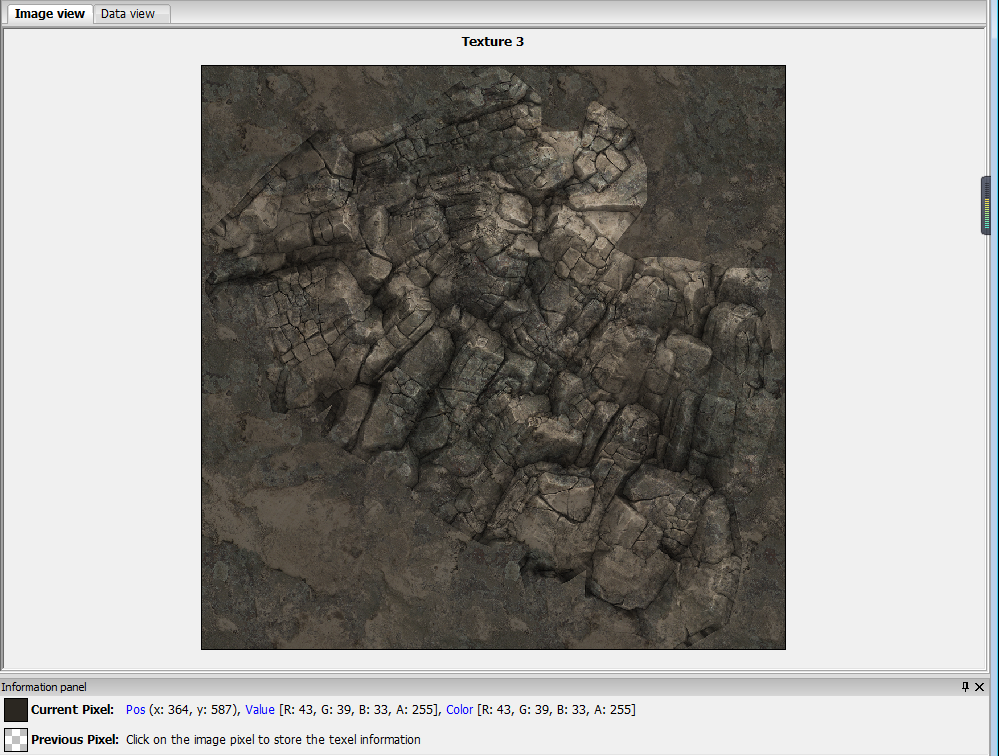 Image view Data view
Texture 3
Information panel
Current Pixel: Pos (x: 364, y: 587), Value [R: 43, G: 39, B: 33, A: 255], Color [R: 43, G: 39, B: 33, A: 255]
Previous Pixel: Click on the image pixel to store the texel information